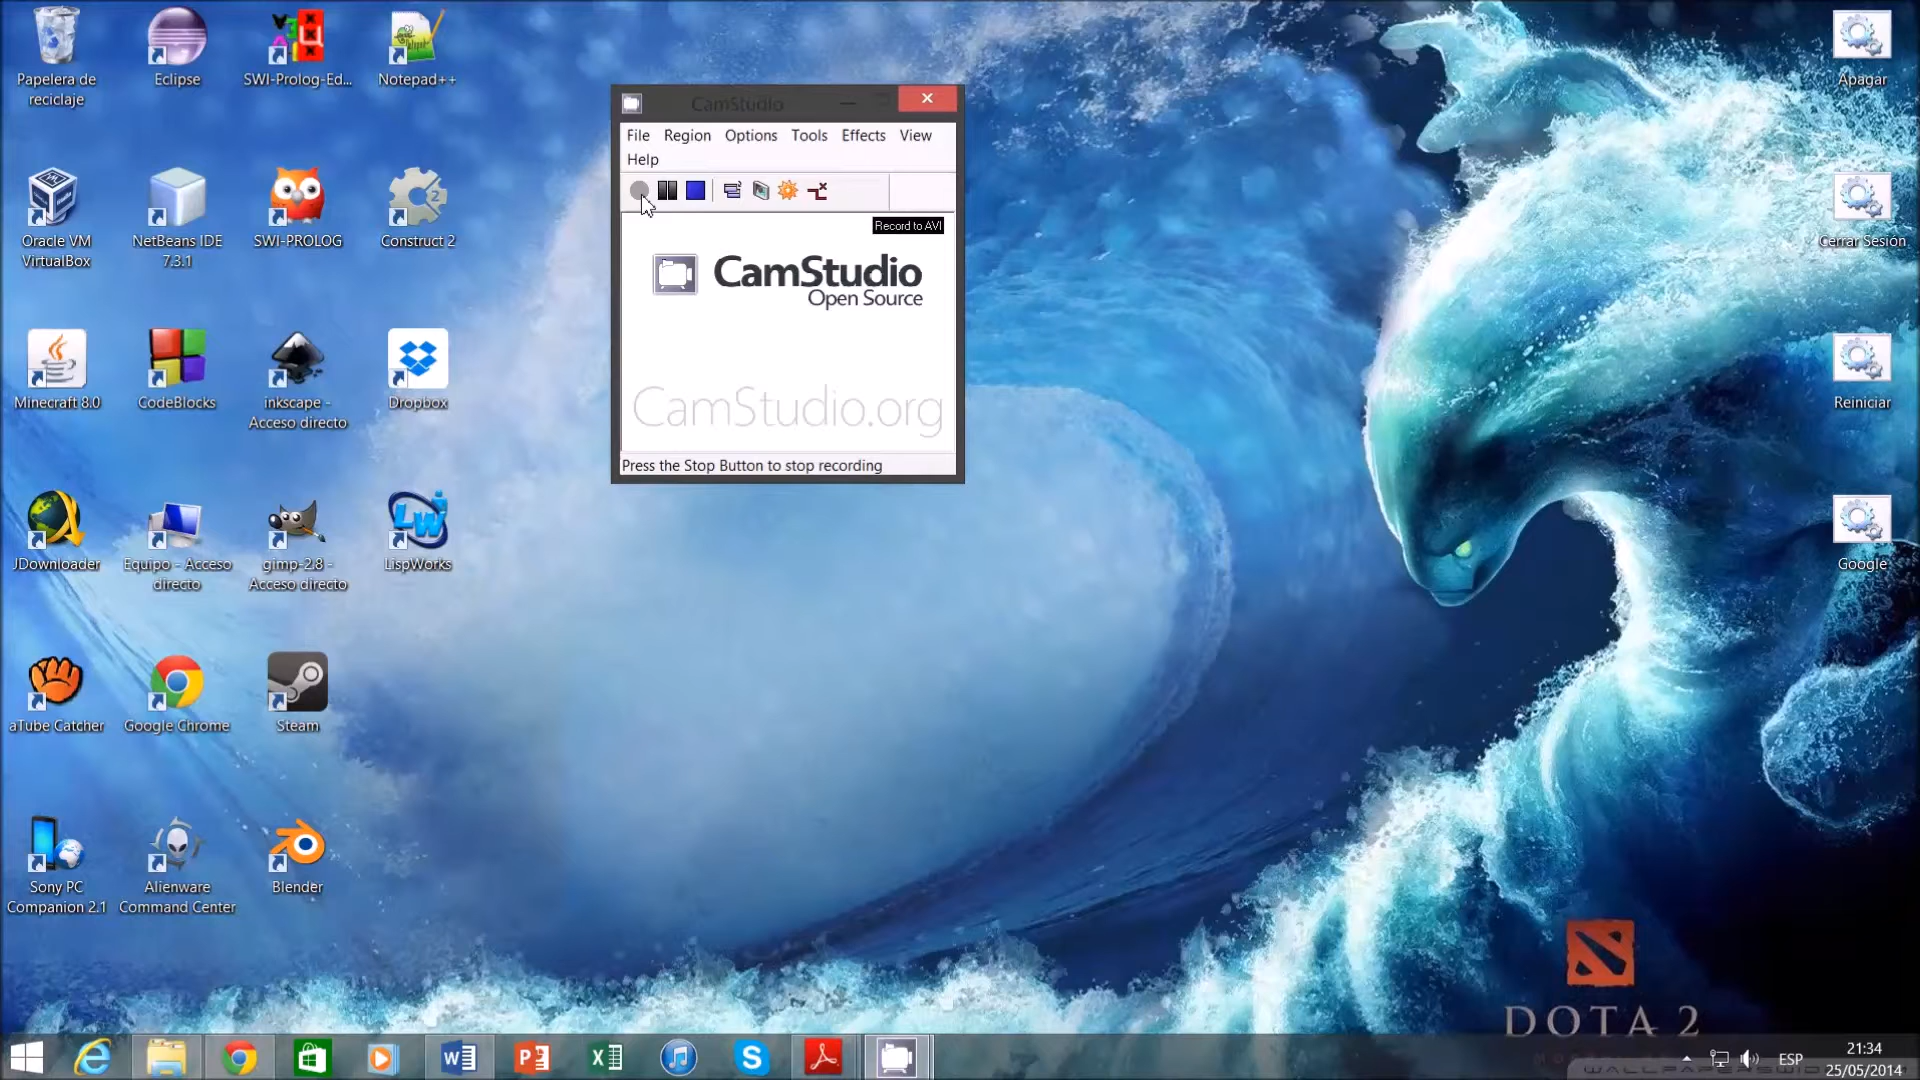 Papelera de
reciclaje
Eclipse
SWI-Prolog-Ed...
Notepad++
Oracle VM
VirtualBox
NetBeans IDE
7.3.1
SWI-PROLOG
Construct 2
Minecraft 8.0
CodeBlocks
inkscape -
Acceso directo
Dropbox
JDownloader
Equipo - Acceso
directo
gimp-2.8 -
Acceso directo
LispWorks
aTube Catcher
Google Chrome
Steam
Sony PC
Companion 2.1
Alienware
Command Center
Blender
CamStudio
File Region Options Tools Effects View
Help
Record to AVI
CamStudio
Open Source
CamStudio.org
Press the Stop Button to stop recording
Apagar
Cerrar Sesión
Reiniciar
Google
DOTA 2
ESP
21:34
25/05/2014